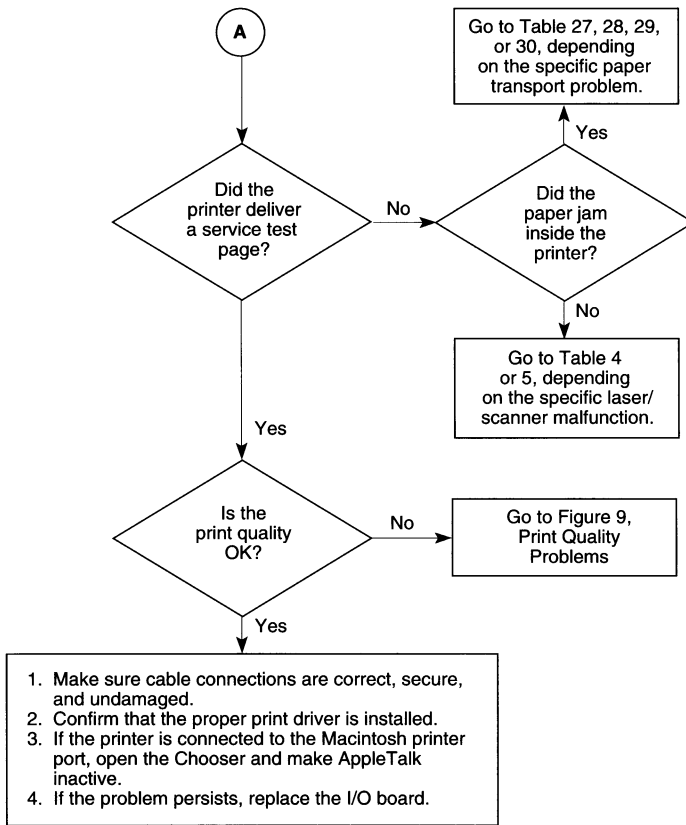 A
Go to Table 27, 28, 29,
or 30, depending
on the specific paper
transport problem.
Yes
Did the
printer deliver
a service test
page?
No
Did the
paper jam
inside the
printer?
No
Go to Table 4
or 5, depending
on the specific laser/
scanner malfunction.
Yes
Is the
print quality
OK?
No
Go to Figure 9,
Print Quality
Problems
Yes
1. Make sure cable connections are correct, secure,
and undamaged.
2. Confirm that the proper print driver is installed.
3. If the printer is connected to the Macintosh printer
port, open the Chooser and make AppleTalk
inactive.
4. If the problem persists, replace the I/O board.